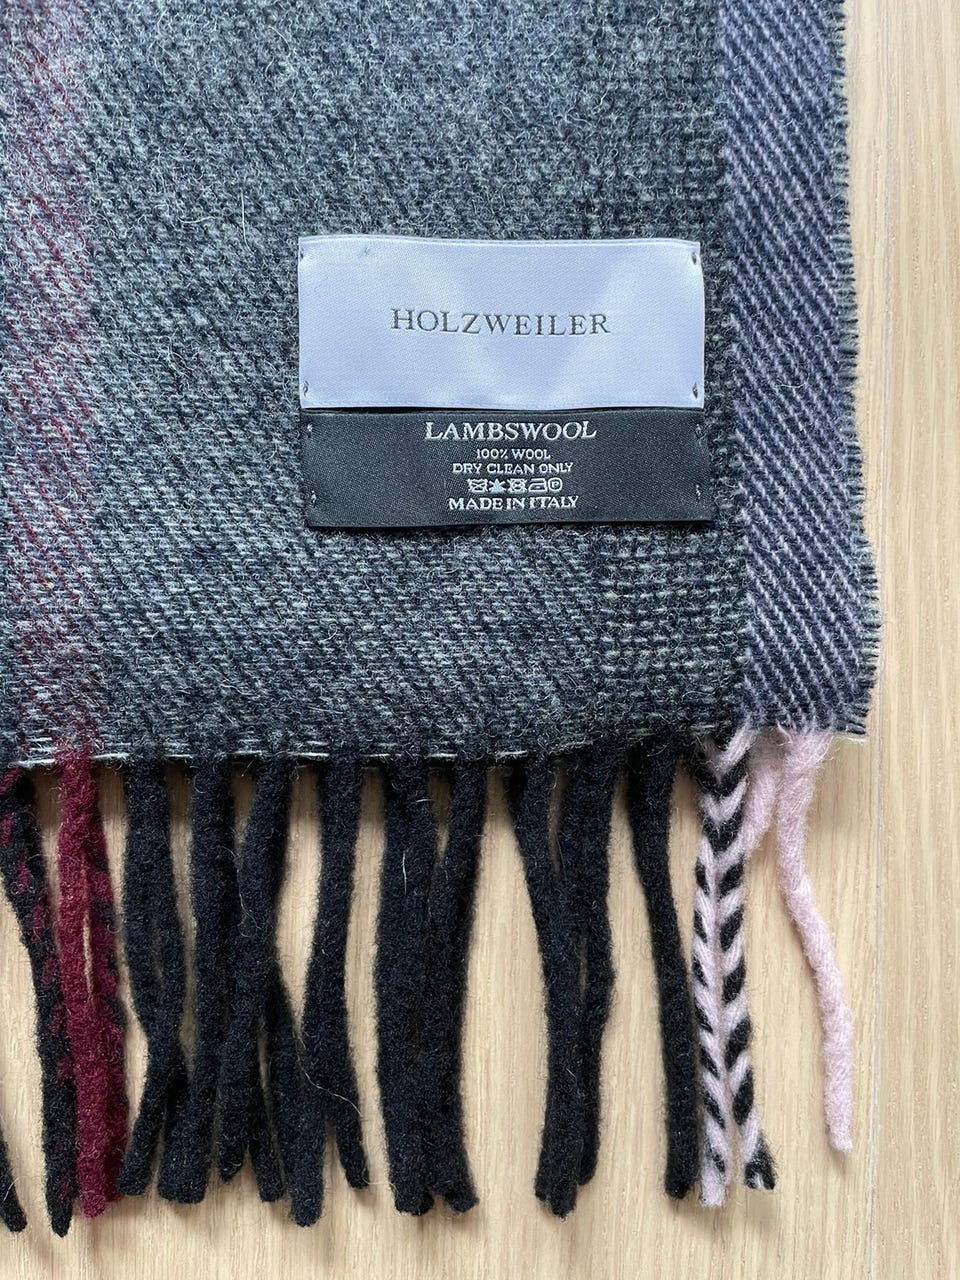 HOLZWEILER
LAMBSWOOL
100% WOOL
DRY CLEAN ONLY
MADE IN ITALY